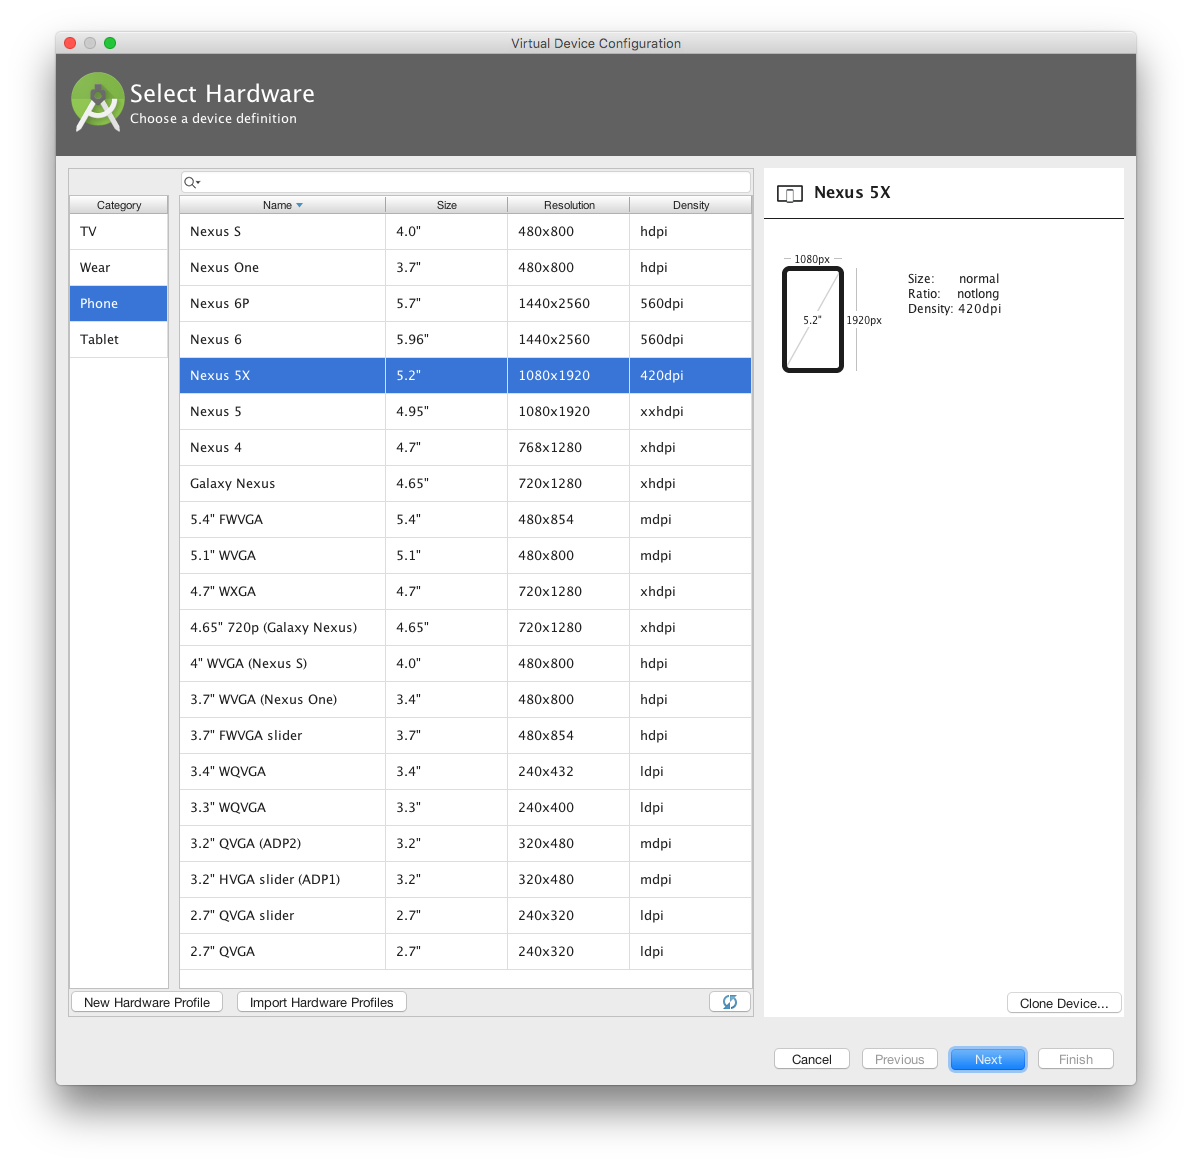 Virtual Device Configuration
Select Hardware
Choose a device definition
Category
TV
Wear
Phone
Tablet
Name Size Resolution Density
Nexus S 4.0" 480x800 hdpi
Nexus One 3.7" 480x800 hdpi
Nexus 6P 5.7" 1440x2560 560dpi
Nexus 6 5.96" 1440x2560 560dpi
Nexus 5X 5.2" 1080x1920 420dpi
Nexus 5 4.95" 1080x1920 xxhdpi
Nexus 4 4.7" 768x1280 xhdpi
Galaxy Nexus 4.65" 720x1280 xhdpi
5.4" FWVGA 5.4" 480x854 mdpi
5.1" WVGA 5.1" 480x800 mdpi
4.7" WXGA 4.7" 720x1280 xhdpi
4.65" 720p (Galaxy Nexus) 4.65" 720x1280 xhdpi
4" WVGA (Nexus S) 4.0" 480x800 hdpi
3.7" WVGA (Nexus One) 3.4" 480x800 hdpi
3.7" FWVGA slider 3.7" 480x854 hdpi
3.4" WQVGA 3.4" 240x432 ldpi
3.3" WQVGA 3.3" 240x400 ldpi
3.2" QVGA (ADP2) 3.2" 320x480 mdpi
3.2" HVGA slider (ADP1) 3.2" 320x480 mdpi
2.7" QVGA slider 2.7" 240x320 ldpi
2.7" QVGA 2.7" 240x320 ldpi
New Hardware Profile Import Hardware Profiles
Nexus 5X
1080px
5.2"
1920px
Size: normal
Ratio: notlong
Density: 420dpi
Clone Device...
Cancel Previous Next Finish